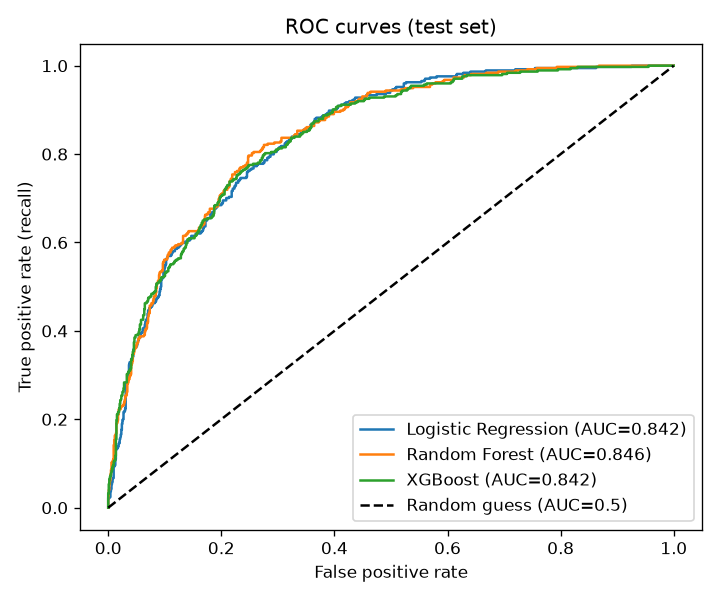 ROC curves (test set)
True positive rate (recall)
1.0
0.8
0.6
0.4
0.2
0.0
Logistic Regression (AUC=0.842)
Random Forest (AUC=0.846)
XGBoost (AUC=0.842)
Random guess (AUC=0.5)
0.0 0.2 0.4 0.6 0.8 1.0
False positive rate